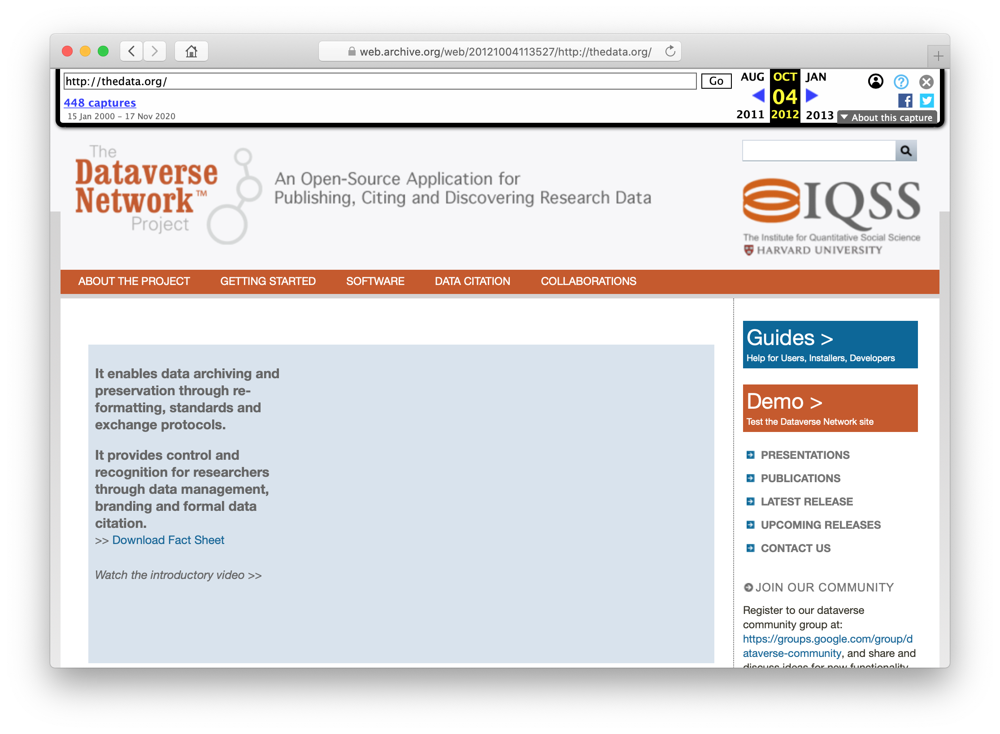 web.archive.org/web/20121004113527/http://thedata.org/
http://thedata.org/
Go
AUG
OCT
JAN
448 captures
04
15 Jan 2000 – 17 Nov 2020
2011
2012
2013
About this capture
The
Dataverse
Network™
Project
An Open-Source Application for
Publishing, Citing and Discovering Research Data
IQSS
The Institute for Quantitative Social Science
HARVARD UNIVERSITY
ABOUT THE PROJECT
GETTING STARTED
SOFTWARE
DATA CITATION
COLLABORATIONS
It enables data archiving and
preservation through re-
formatting, standards and
exchange protocols.
It provides control and
recognition for researchers
through data management,
branding and formal data
citation.
>> Download Fact Sheet
Watch the introductory video >>
Guides >
Help for Users, Installers, Developers
Demo >
Test the Dataverse Network site
PRESENTATIONS
PUBLICATIONS
LATEST RELEASE
UPCOMING RELEASES
CONTACT US
JOIN OUR COMMUNITY
Register to our dataverse
community group at:
https://groups.google.com/group/d
ataverse-community, and share and
discuss ideas for new functionality